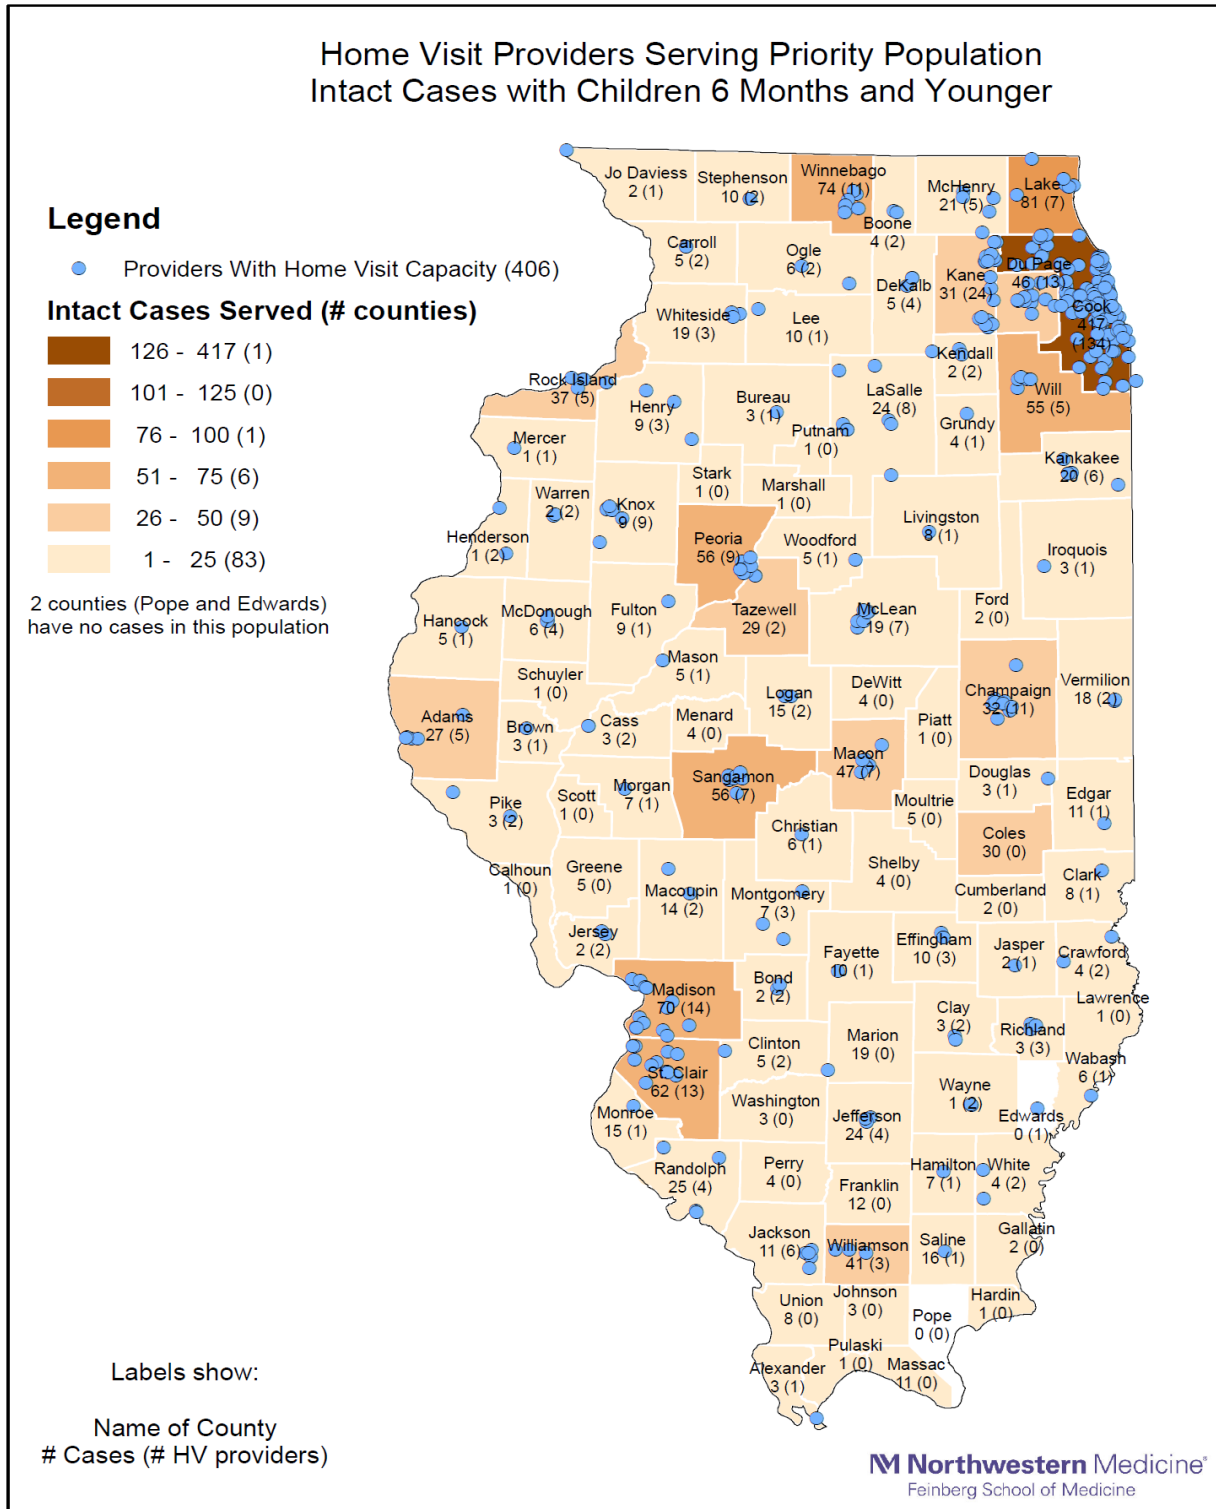 Home Visit Providers Serving Priority Population
Intact Cases with Children 6 Months and Younger
Legend
Providers With Home Visit Capacity (406)
Intact Cases Served (# counties)
126 - 417 (1)
101 - 125 (0)
76 - 100 (1)
51 - 75 (6)
26 - 50 (9)
1 - 25 (83)
2 counties (Pope and Edwards)
have no cases in this population
Jo Daviess
2 (1)
Stephenson
10 (2)
Winnebago
74 (11)
Boone
4 (2)
McHenry
21 (5)
Lake
81 (7)
Carroll
5 (2)
Ogle
6 (2)
DeKalb
5 (4)
Kane
31 (24)
Du Page
46 (13)
Cook
417
(134)
Whiteside
19 (3)
Lee
10 (1)
Kendall
2 (2)
Rock Island
37 (5)
Henry
9 (3)
Bureau
3 (1)
Putnam
1 (0)
LaSalle
24 (8)
Grundy
4 (1)
Will
55 (5)
Mercer
1 (1)
Stark
1 (0)
Marshall
1 (0)
Kankakee
20 (6)
Warren
2 (2)
Knox
9 (9)
Henderson
1 (2)
Peoria
56 (9)
Woodford
5 (1)
Livingston
8 (1)
Iroquois
3 (1)
Hancock
5 (1)
McDonough
6 (4)
Fulton
9 (1)
Tazewell
29 (2)
McLean
19 (7)
Ford
2 (0)
Schuyler
1 (0)
Mason
5 (1)
Logan
15 (2)
DeWitt
4 (0)
Champaign
32 (11)
Vermilion
18 (2)
Adams
27 (5)
Brown
3 (1)
Cass
3 (2)
Menard
4 (0)
Piatt
1 (0)
Macon
47 (7)
Sangamon
56 (7)
Pike
3 (2)
Scott
1 (0)
Morgan
7 (1)
Christian
6 (1)
Moultrie
5 (0)
Douglas
3 (1)
Edgar
11 (1)
Coles
30 (0)
Calhoun
1 (0)
Greene
5 (0)
Macoupin
14 (2)
Montgomery
7 (3)
Shelby
4 (0)
Cumberland
2 (0)
Clark
8 (1)
Jersey
2 (2)
Fayette
10 (1)
Effingham
10 (3)
Jasper
2 (1)
Crawford
4 (2)
Madison
70 (14)
Bond
2 (2)
Clay
3 (2)
Richland
3 (3)
Lawrence
1 (0)
Clinton
5 (2)
Marion
19 (0)
Wabash
6 (1)
St. Clair
62 (13)
Washington
3 (0)
Wayne
1 (2)
Edwards
0 (1)
Monroe
15 (1)
Jefferson
24 (4)
Randolph
25 (4)
Perry
4 (0)
Franklin
12 (0)
Hamilton
7 (1)
White
4 (2)
Jackson
11 (6)
Williamson
41 (3)
Saline
16 (1)
Gallatin
2 (0)
Union
8 (0)
Johnson
3 (0)
Pope
0 (0)
Hardin
1 (0)
Alexander
3 (1)
Pulaski
1 (0)
Massac
11 (0)
Labels show:
Name of County
# Cases (# HV providers)
Northwestern Medicine®
Feinberg School of Medicine